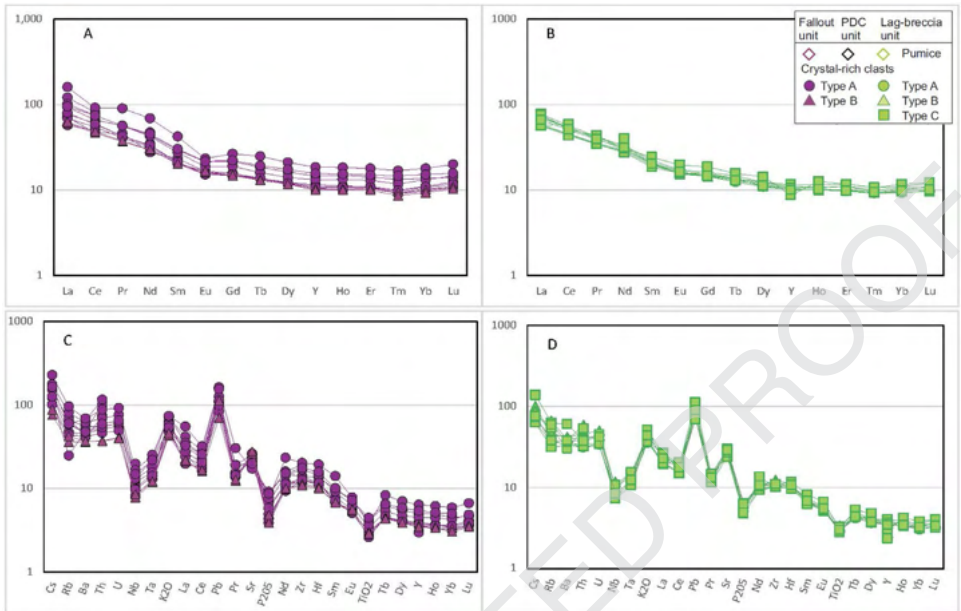 1,000
100
10
1
A
La Ce Pr Nd Sm Eu Gd Tb Dy Y Ho Er Tm Yb Lu
1000
100
10
1
B
Fallout unit
PDC unit
Lag-breccia unit
Pumice
Crystal-rich clasts
Type A
Type B
Type A
Type B
Type C
La Ce Pr Nd Sm Eu Gd Tb Dy Y Ho Er Tm Yb Lu
1000
100
10
1
C
Cs Rb Ba Th U Nb Ta K2O La Ce Pb Pr Sr P2O5 Nd Zr Hf Sm Eu TiO2 Tb Dy Y Ho Yb Lu
1000
100
10
1
D
Cs Rb Ba Th U Nb Ta K2O La Ce Pb Pr Sr P2O5 Nd Zr Hf Sm Eu TiO2 Tb Dy Y Ho Yb Lu
TED PROOF